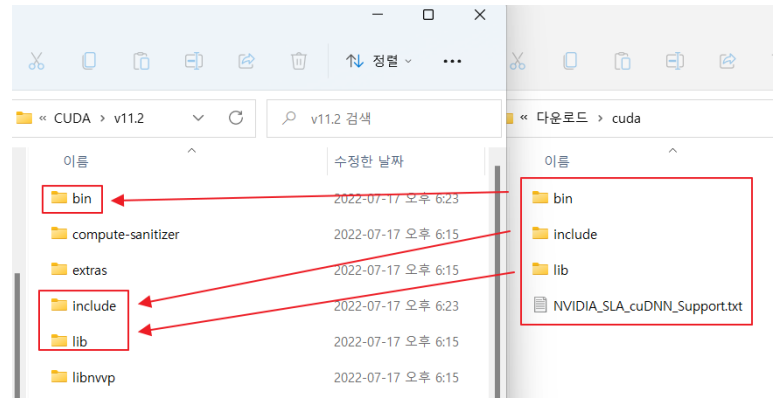 정렬
« CUDA > v11.2
v11.2 검색
이름
수정한 날짜
bin
2022-07-17 오후 6:23
compute-sanitizer
2022-07-17 오후 6:15
extras
2022-07-17 오후 6:15
include
2022-07-17 오후 6:23
lib
2022-07-17 오후 6:15
libnvvp
2022-07-17 오후 6:15
« 다운로드 > cuda
이름
bin
include
lib
NVIDIA_SLA_cuDNN_Support.txt